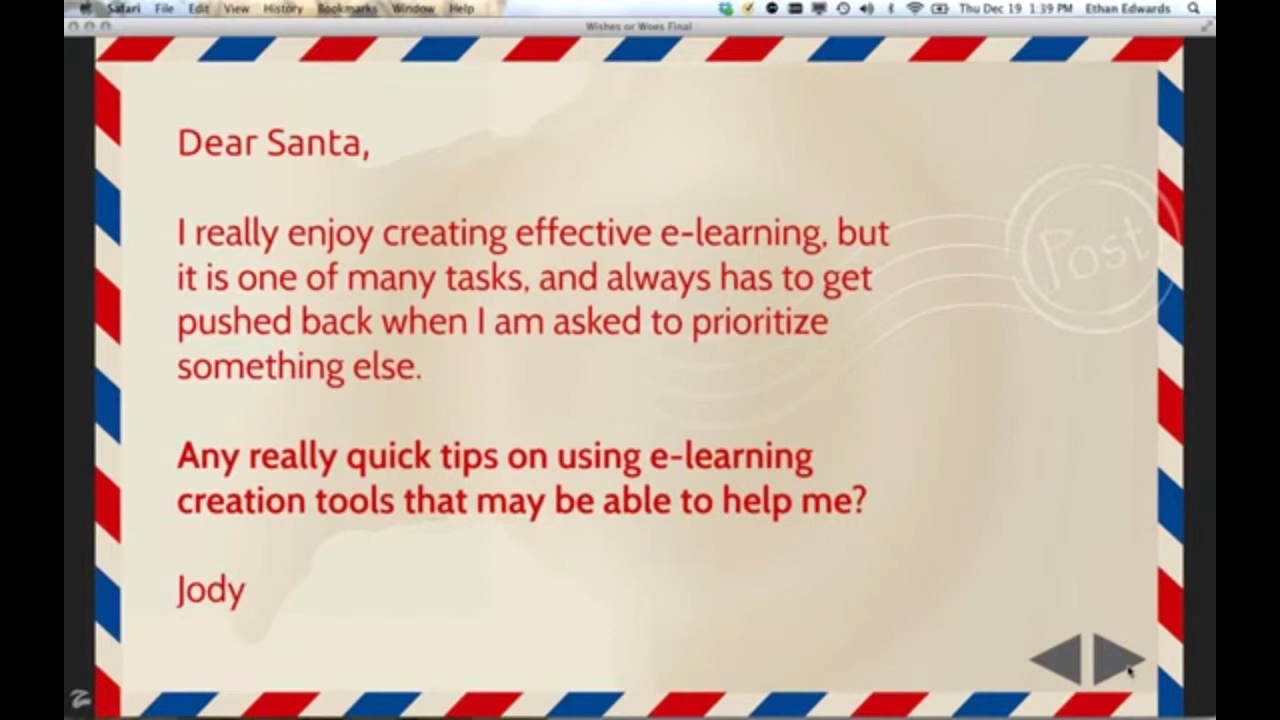 Safari File Edit View History Bookmarks Window Help Thu Dec 19 1:39 PM Ethan Edwards
Wishes or Woes Final
Dear Santa,
I really enjoy creating effective e-learning, but
it is one of many tasks, and always has to get
pushed back when I am asked to prioritize
something else.
Any really quick tips on using e-learning
creation tools that may be able to help me?
Jody
Post